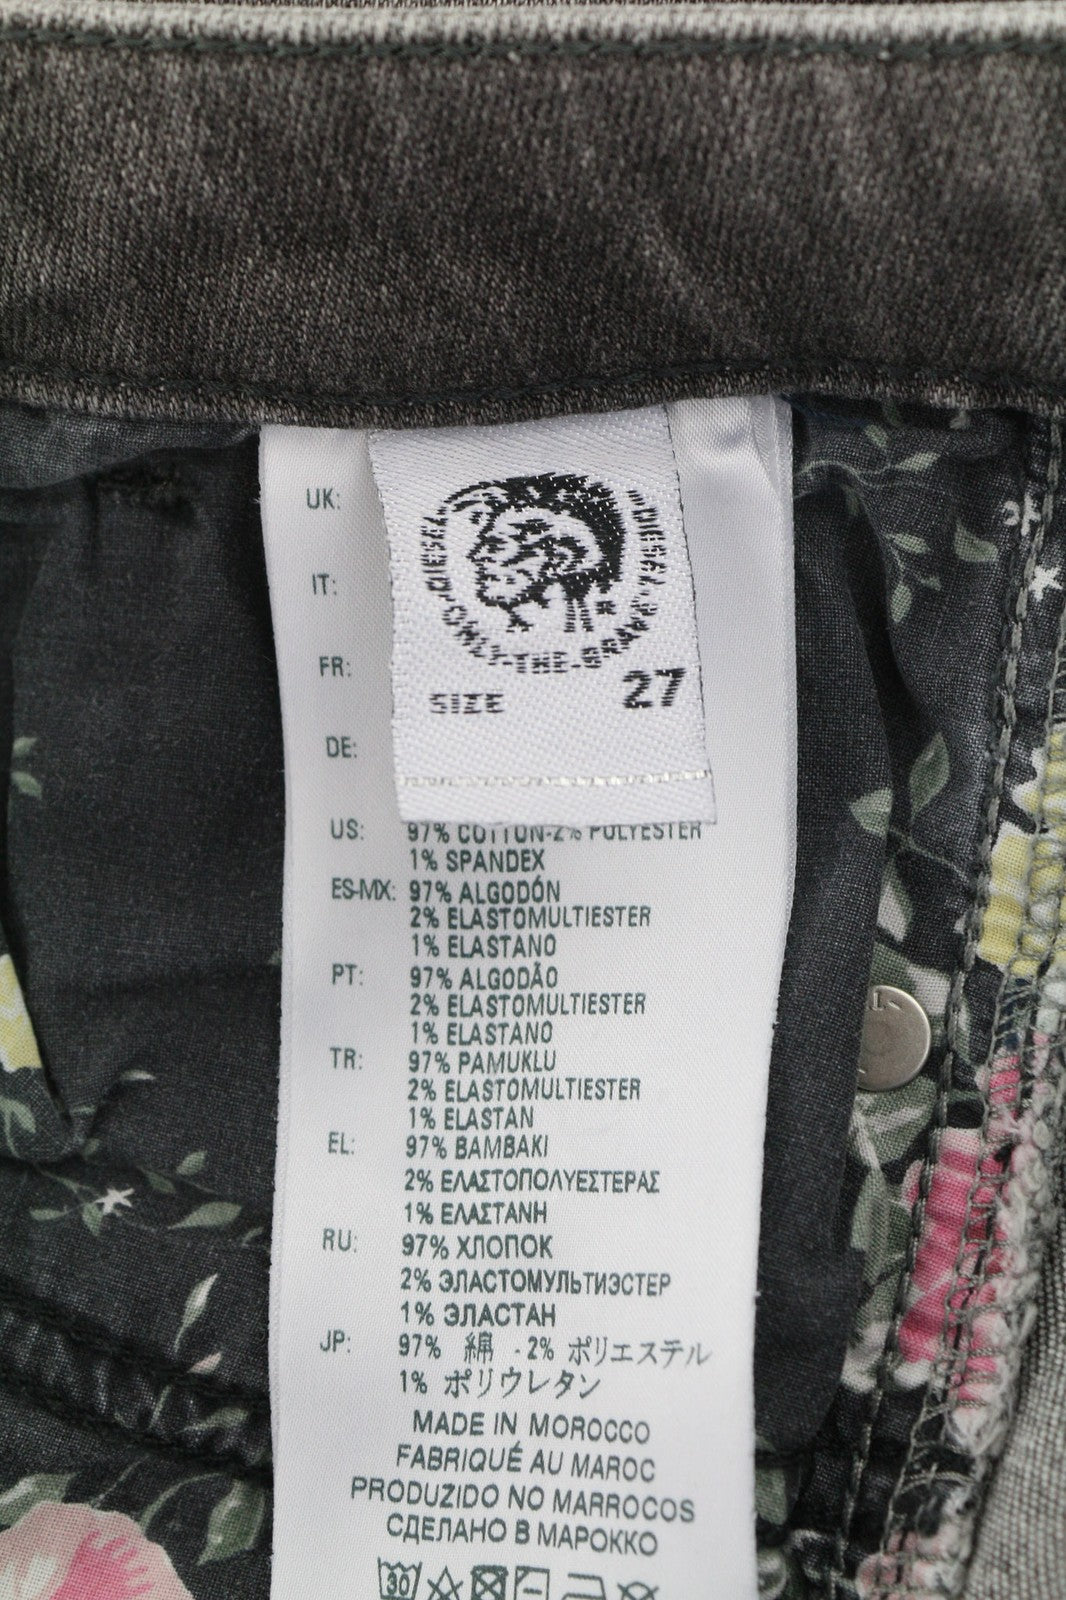 DIESEL
"ONLY-THE-BRAVE"
SIZE 27
UK:
IT:
FR:
DE:
US: 97% COTTON-2% POLYESTER
1% SPANDEX
ES-MX: 97% ALGODÓN
2% ELASTOMULTIESTER
1% ELASTANO
PT: 97% ALGODÃO
2% ELASTOMULTIESTER
1% ELASTANO
TR: 97% PAMUKLU
2% ELASTOMULTIESTER
1% ELASTAN
EL: 97% ΒΑΜΒΑΚΙ
2% ΕΛΑΣΤΟΠΟΛΥΕΣΤΕΡΑΣ
1% ΕΛΑΣΤΑΝΗ
RU: 97% ХЛОПОК
2% ЭЛАСТОМУЛЬТИЭСТЕР
1% ЭЛАСТАН
JP: 97% 綿 - 2% ポリエステル
1% ポリウレタン
MADE IN MOROCCO
FABRIQUÉ AU MAROC
PRODUZIDO NO MARROCOS
СДЕЛАНО В МАРОККО
30